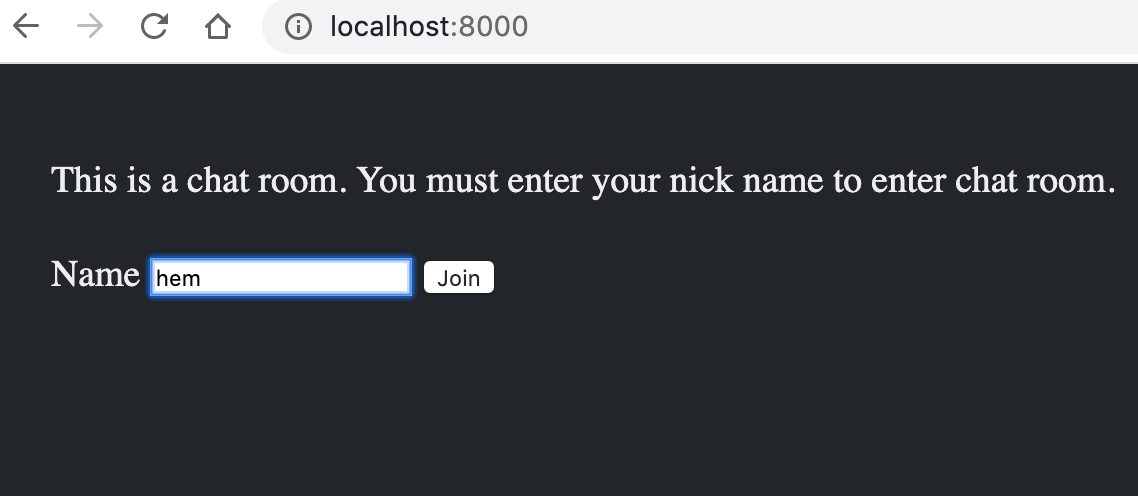 localhost:8000
This is a chat room. You must enter your nick name to enter chat room.
Name hem Join